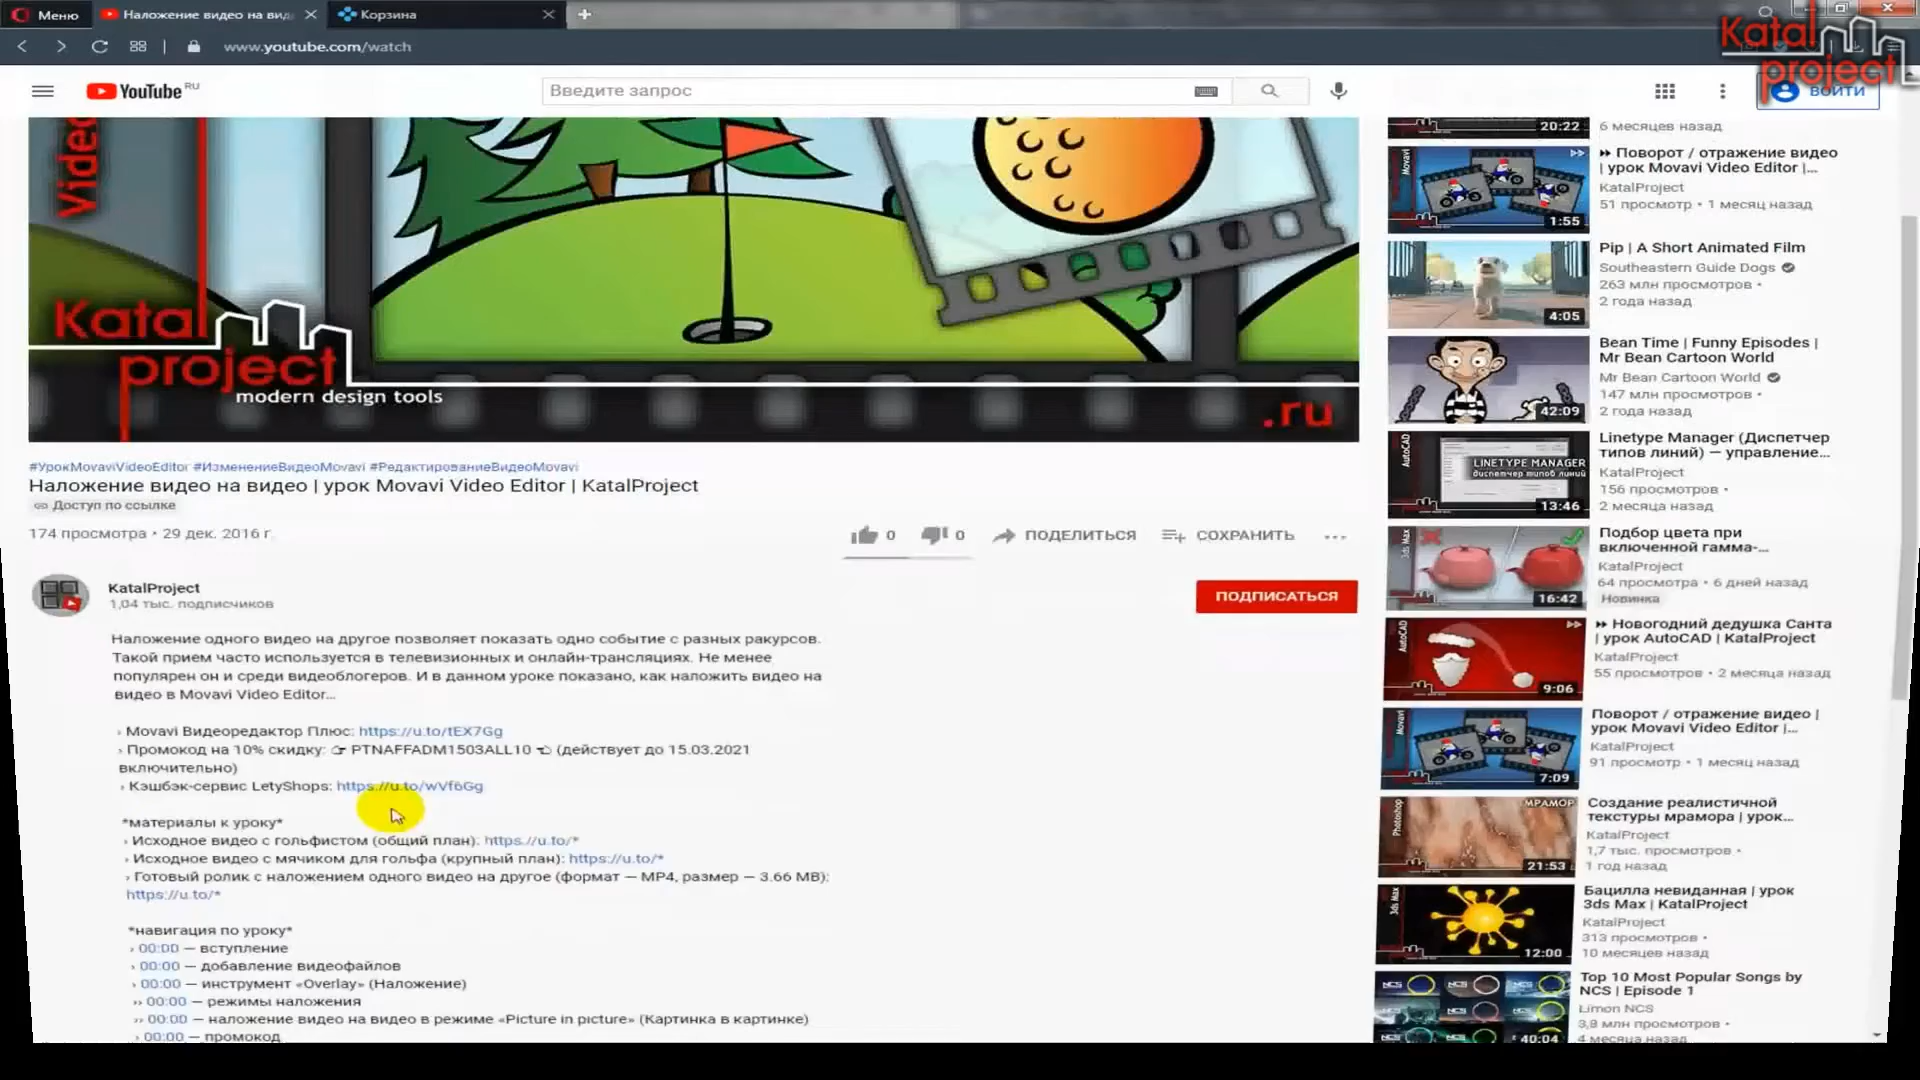 Меню
Наложение видео на вид
Корзина
www.youtube.com/watch
Katal
project
YouTube RU
Введите запрос
ВОЙТИ
Video
Katal
project
modern design tools
.ru
#УрокMovaviVideoEditor #ИзменениеВидеоMovavi #РедактированиеВидеоMovavi
Наложение видео на видео | урок Movavi Video Editor | KatalProject
Доступ по ссылке
174 просмотра • 29 дек. 2016 г.
0
0
ПОДЕЛИТЬСЯ
СОХРАНИТЬ
KatalProject
1,04 тыс. подписчиков
ПОДПИСАТЬСЯ
Наложение одного видео на другое позволяет показать одно событие с разных ракурсов.
Такой прием часто используется в телевизионных и онлайн-трансляциях. Не менее
популярен он и среди видеоблогеров. И в данном уроке показано, как наложить видео на
видео в Movavi Video Editor...
› Movavi Видеоредактор Плюс: https://u.to/tEX7Gg
› Промокод на 10% скидку: PTNAFFADM1503ALL10 (действует до 15.03.2021
включительно)
› Кэшбэк-сервис LetyShops: https://u.to/wVf6Gg
*материалы к уроку*
› Исходное видео с гольфистом (общий план): https://u.to/*
› Исходное видео с мячиком для гольфа (крупный план): https://u.to/*
› Готовый ролик с наложением одного видео на другое (формат — MP4, размер — 3.66 MB):
https://u.to/*
*навигация по уроку*
› 00:00 — вступление
› 00:00 — добавление видеофайлов
› 00:00 — инструмент «Overlay» (Наложение)
›› 00:00 — режимы наложения
›› 00:00 — наложение видео на видео в режиме «Picture in picture» (Картинка в картинке)
› 00:00 — промокод
20:22
6 месяцев назад
Movavi
1:55
Поворот / отражение видео
| урок Movavi Video Editor |...
KatalProject
51 просмотр • 1 месяц назад
4:05
Pip | A Short Animated Film
Southeastern Guide Dogs
263 млн просмотров •
2 года назад
42:09
Bean Time | Funny Episodes |
Mr Bean Cartoon World
Mr Bean Cartoon World
147 млн просмотров •
2 года назад
AutoCAD
LINETYPE MANAGER
диспетчер типов линий
13:46
Linetype Manager (Диспетчер
типов линий) — управление...
KatalProject
156 просмотров •
2 месяца назад
3ds Max
16:42
Подбор цвета при
включенной гамма-...
KatalProject
64 просмотра • 6 дней назад
Новинка
AutoCAD
9:06
Новогодний дедушка Санта
| урок AutoCAD | KatalProject
KatalProject
55 просмотров • 2 месяца назад
Movavi
7:09
Поворот / отражение видео |
урок Movavi Video Editor |...
KatalProject
91 просмотр • 1 месяц назад
Photoshop
МРАМОР
21:53
Создание реалистичной
текстуры мрамора | урок...
KatalProject
1,7 тыс. просмотров •
1 год назад
3ds Max
12:00
Бацилла невиданная | урок
3ds Max | KatalProject
KatalProject
313 просмотров •
10 месяцев назад
NCS
NCS
NCS
40:04
Top 10 Most Popular Songs by
NCS | Episode 1
Limon NCS
3,8 млн просмотров •
4 месяца назад